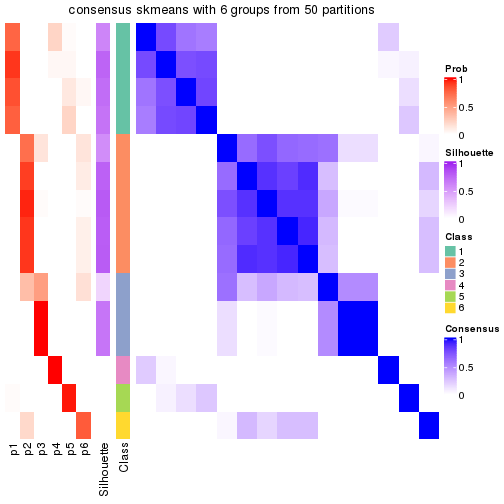 consensus skmeans with 6 groups from 50 partitions
Prob
1
0.5
0
Silhouette
1
0.5
0
Class
1
2
3
4
5
6
Consensus
1
0.5
0
p1
p2
p3
p4
p5
p6
Silhouette
Class